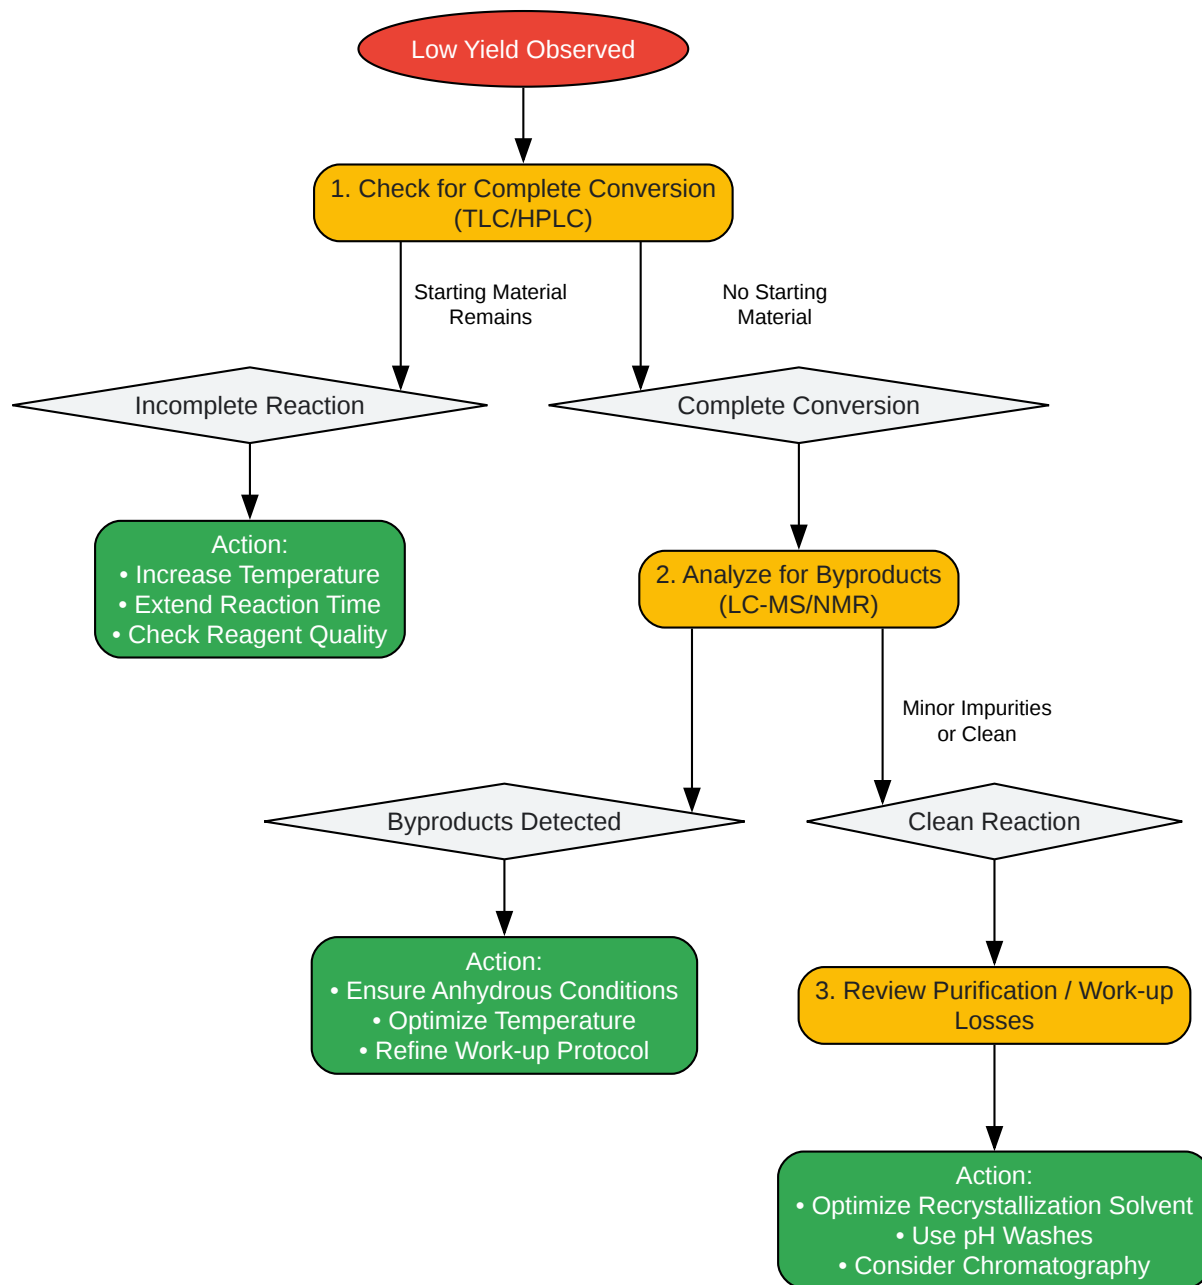 Low Yield Observed
1. Check for Complete Conversion
(TLC/HPLC)
Starting Material
Remains
No Starting
Material
Incomplete Reaction
Complete Conversion
Action:
• Increase Temperature
• Extend Reaction Time
• Check Reagent Quality
2. Analyze for Byproducts
(LC-MS/NMR)
Minor Impurities
or Clean
Byproducts Detected
Clean Reaction
Action:
• Ensure Anhydrous Conditions
• Optimize Temperature
• Refine Work-up Protocol
3. Review Purification / Work-up
Losses
Action:
• Optimize Recrystallization Solvent
• Use pH Washes
• Consider Chromatography